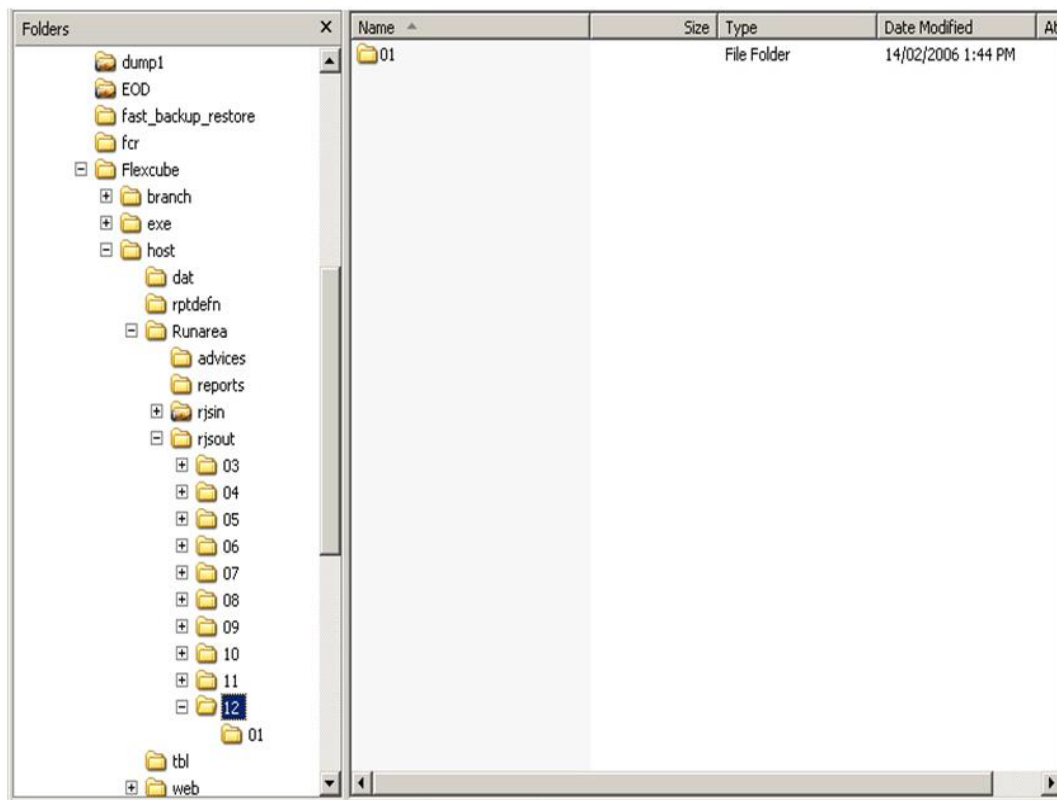 Folders
dump1
EOD
fast_backup_restore
fcr
Flexcube
branch
exe
host
dat
rptdefn
Runarea
advices
reports
rjsin
rjsout
03
04
05
06
07
08
09
10
11
12
01
tbl
web
Name Size Type Date Modified
01 File Folder 14/02/2006 1:44 PM